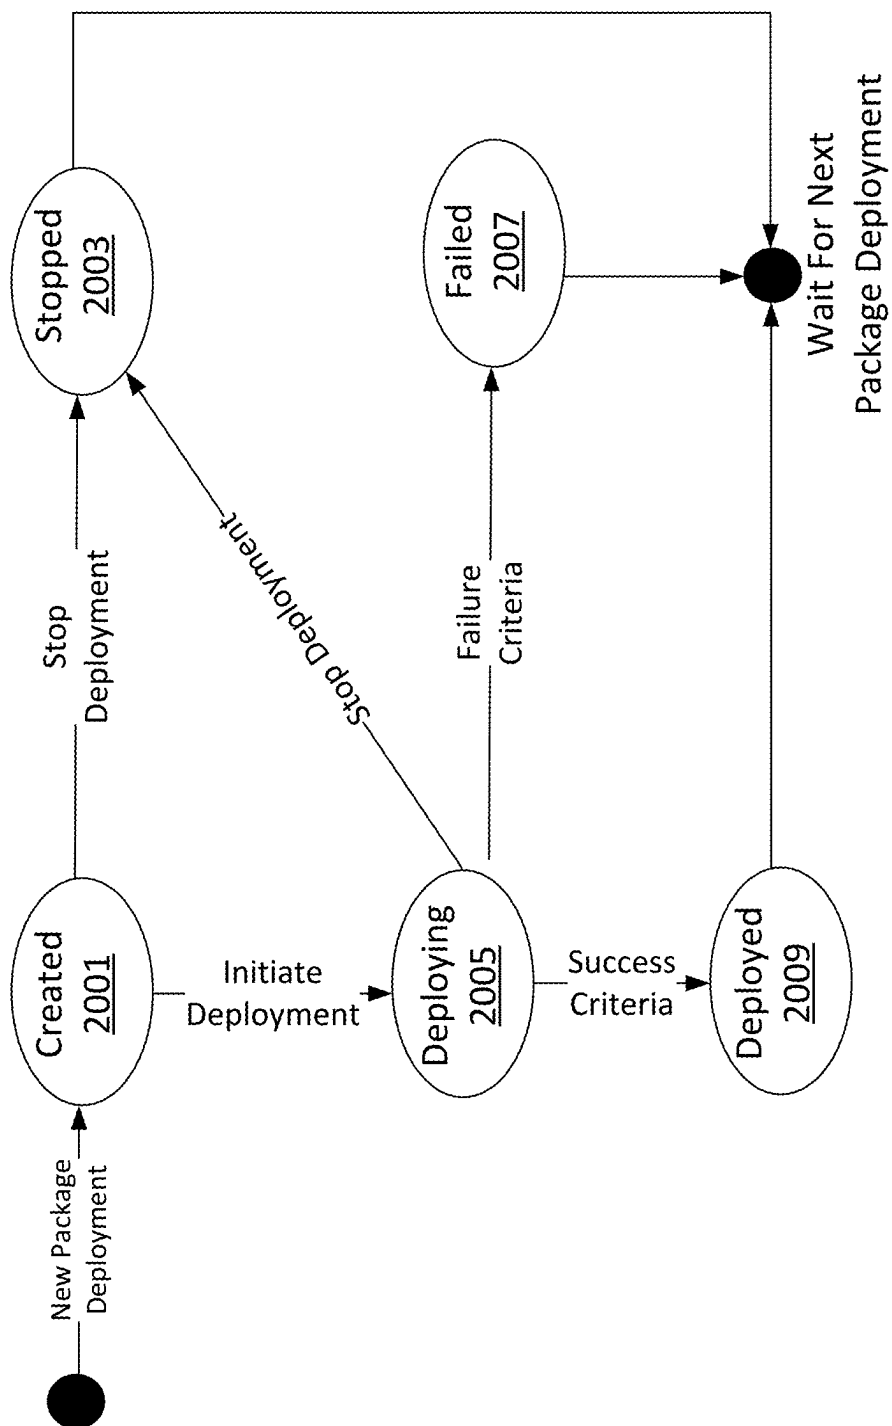 New Package
Deployment
Created
2001
Stop
Deployment
Stopped
2003
Initiate
Deployment
Stop Deployment
Deploying
2005
Failure
Criteria
Failed
2007
Success
Criteria
Deployed
2009
Wait For Next
Package Deployment